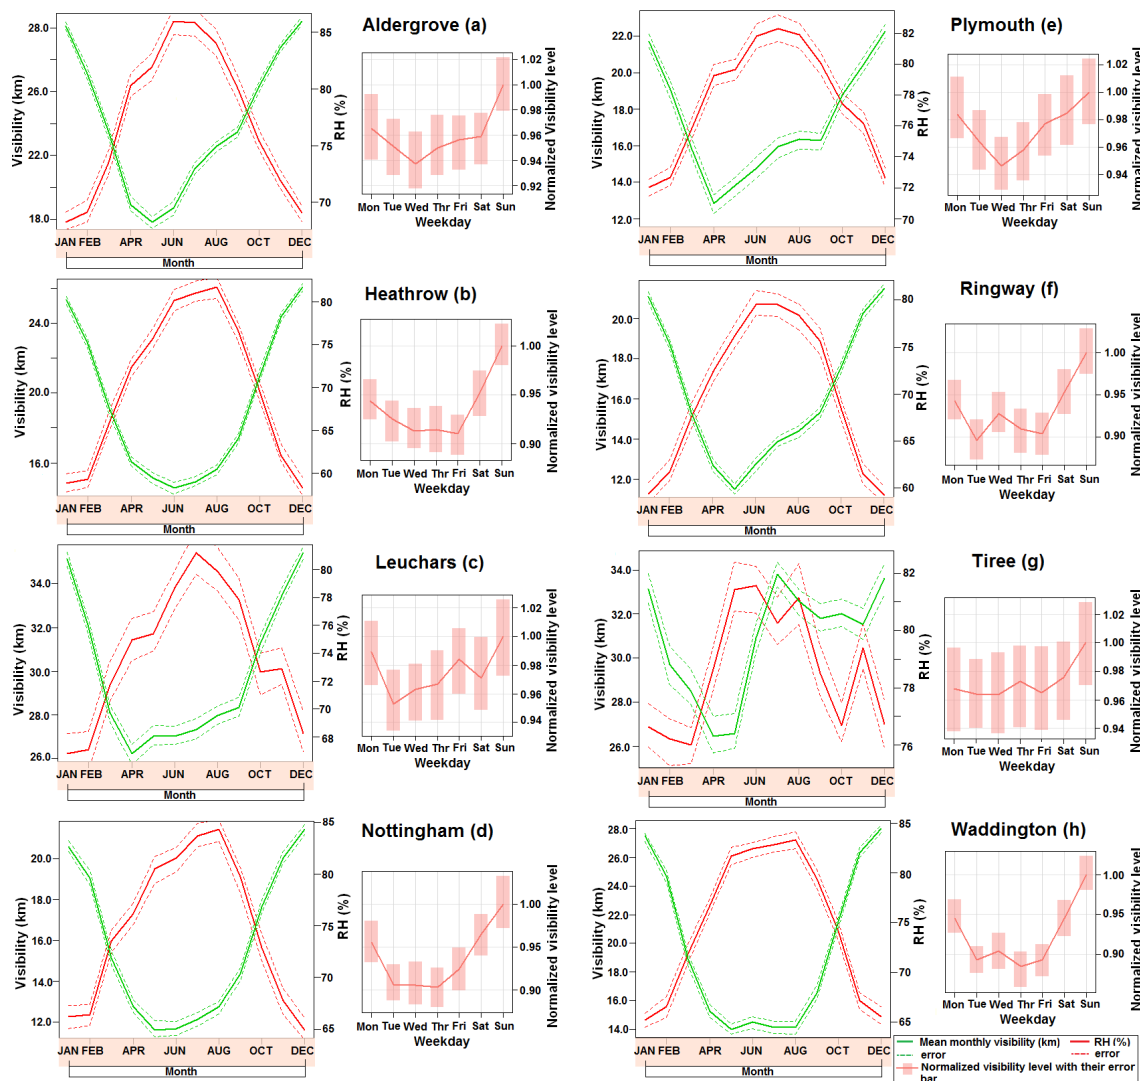 Aldergrove (a)
Visibility (km)
28.0
26.0
22.0
18.0
85
80
75
70
RH (%)
JAN FEB APR JUN AUG OCT DEC
Month
1.02
1.00
0.98
0.96
0.94
0.92
Normalized Visibility level
Mon Tue Wed Thr Fri Sat Sun
Weekday
Plymouth (e)
Visibility (km)
22.0
20.0
18.0
16.0
14.0
12.0
82
80
78
76
74
72
70
RH (%)
JAN FEB APR JUN AUG OCT DEC
Month
1.02
1.00
0.98
0.96
0.94
Normalized visibility level
Mon Tue Wed Thr Fri Sat Sun
Weekday
Heathrow (b)
Visibility (km)
24.0
20.0
16.0
80
75
70
65
60
RH (%)
JAN FEB APR JUN AUG OCT DEC
Month
1.00
0.95
0.90
Normalized visibility level
Mon Tue Wed Thr Fri Sat Sun
Weekday
Ringway (f)
Visibility (km)
20.0
18.0
16.0
14.0
12.0
80
75
70
65
60
RH (%)
JAN FEB APR JUN AUG OCT DEC
Month
1.00
0.90
Normalized visibility level
Mon Tue Wed Thr Fri Sat Sun
Weekday
Leuchars (c)
Visibility (km)
34.0
32.0
30.0
28.0
26.0
80
78
76
74
72
70
68
RH (%)
JAN FEB APR JUN AUG OCT DEC
Month
1.02
1.00
0.98
0.96
0.94
Normalized visibility level
Mon Tue Wed Thr Fri Sat Sun
Weekday
Tiree (g)
Visibility (km)
34.0
32.0
30.0
28.0
26.0
82
80
78
76
RH (%)
JAN FEB APR JUN AUG OCT DEC
Month
1.02
1.00
0.98
0.96
0.94
Normalized visibility level
Mon Tue Wed Thr Fri Sat Sun
Weekday
Nottingham (d)
Visibility (km)
20.0
16.0
12.0
85
80
75
70
65
RH (%)
JAN FEB APR JUN AUG OCT DEC
Month
1.00
0.95
0.90
Normalized visibility level
Mon Tue Wed Thr Fri Sat Sun
Weekday
Waddington (h)
Visibility (km)
28.0
26.0
24.0
22.0
20.0
18.0
16.0
14.0
85
80
75
70
65
RH (%)
JAN FEB APR JUN AUG OCT DEC
Month
1.00
0.95
0.90
Normalized visibility level
Mon Tue Wed Thr Fri Sat Sun
Weekday
Mean monthly visibility (km) RH (%)
error error
Normalized visibility level with their error
bar